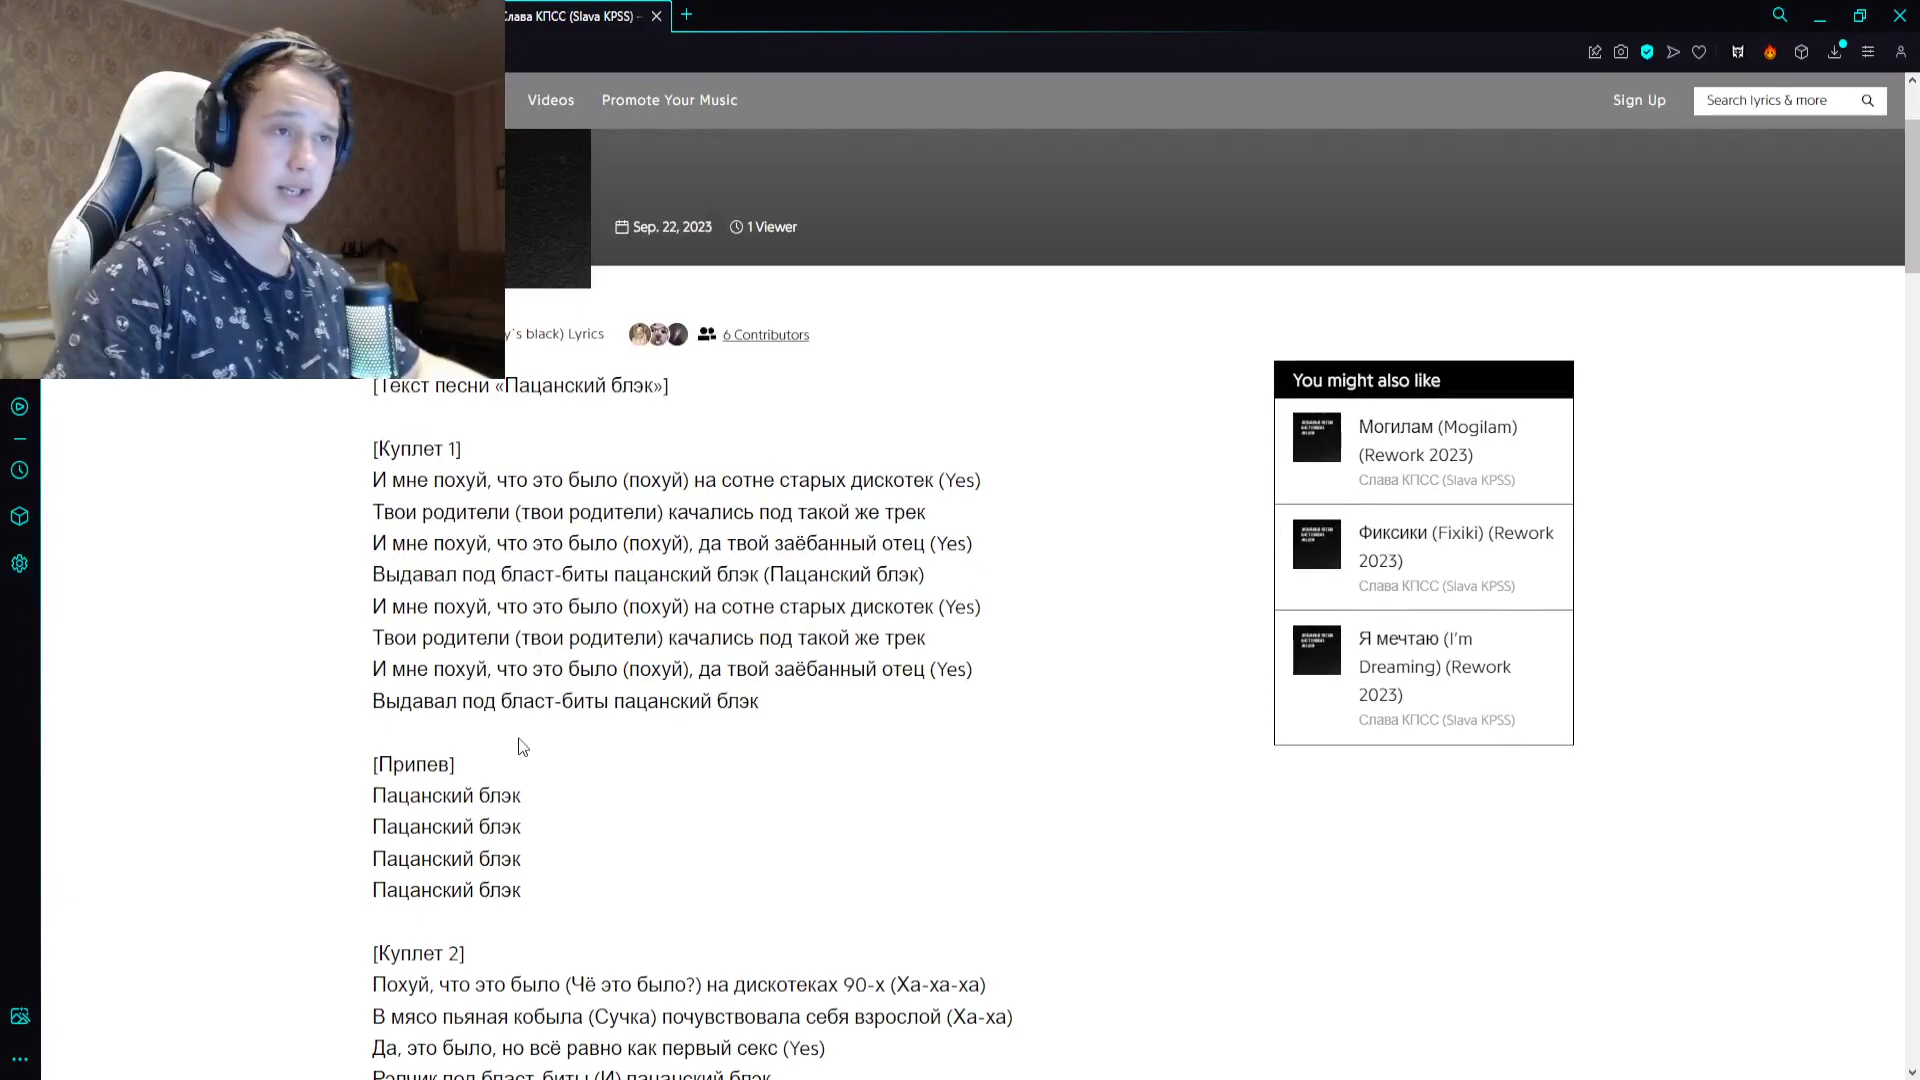 Слава КПСС (Slava KPSS) –
Videos
Promote Your Music
Sign Up
Search lyrics & more
Sep. 22, 2023
1 Viewer
y`s black) Lyrics
6 Contributors
[Текст песни «Пацанский блэк»]
[Куплет 1]
И мне похуй, что это было (похуй) на сотне старых дискотек (Yes)
Твои родители (твои родители) качались под такой же трек
И мне похуй, что это было (похуй), да твой заёбанный отец (Yes)
Выдавал под бласт-биты пацанский блэк (Пацанский блэк)
И мне похуй, что это было (похуй) на сотне старых дискотек (Yes)
Твои родители (твои родители) качались под такой же трек
И мне похуй, что это было (похуй), да твой заёбанный отец (Yes)
Выдавал под бласт-биты пацанский блэк
[Припев]
Пацанский блэк
Пацанский блэк
Пацанский блэк
Пацанский блэк
[Куплет 2]
Похуй, что это было (Чё это было?) на дискотеках 90-х (Ха-ха-ха)
В мясо пьяная кобыла (Сучка) почувствовала себя взрослой (Ха-ха)
Да, это было, но всё равно как первый секс (Yes)
Рэпчик под бласт-биты (И) пацанский блэк
You might also like
Могилам (Mogilam)
(Rework 2023)
Слава КПСС (Slava KPSS)
Фиксики (Fixiki) (Rework
2023)
Слава КПСС (Slava KPSS)
Я мечтаю (I'm
Dreaming) (Rework
2023)
Слава КПСС (Slava KPSS)